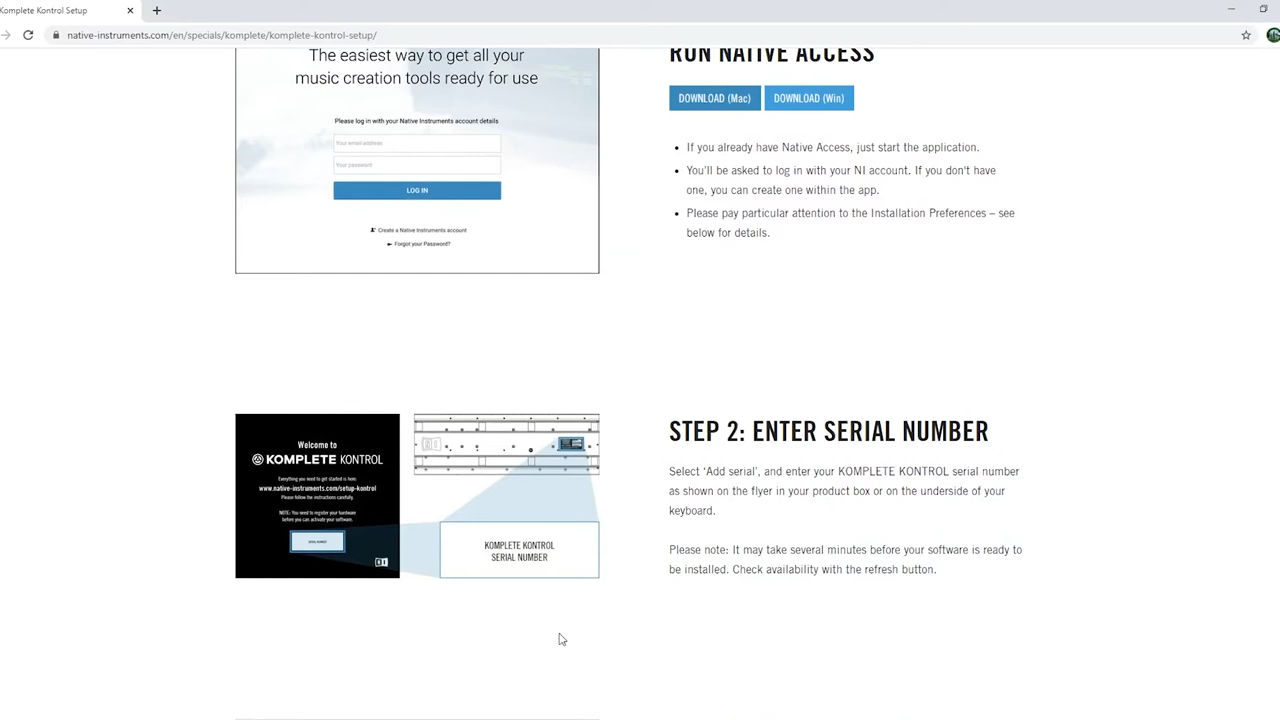 Komplete Kontrol Setup
native-instruments.com/en/specials/komplete/komplete-kontrol-setup/
The easiest way to get all your
music creation tools ready for use
Please log in with your Native Instruments account details
Your email address
Your password
LOG IN
Create a Native Instruments account
Forgot your Password?
RUN NATIVE ACCESS
DOWNLOAD (Mac) DOWNLOAD (Win)
• If you already have Native Access, just start the application.
• You'll be asked to log in with your NI account. If you don't have
one, you can create one within the app.
• Please pay particular attention to the Installation Preferences – see
below for details.
Welcome to
KOMPLETE KONTROL
Everything you need to get started is here:
www.native-instruments.com/setup-kontrol
Please follow the instructions carefully.
NOTE: You need to register your hardware
before you can activate your software.
SERIAL NUMBER
KOMPLETE KONTROL
SERIAL NUMBER
STEP 2: ENTER SERIAL NUMBER
Select ‘Add serial’, and enter your KOMPLETE KONTROL serial number
as shown on the flyer in your product box or on the underside of your
keyboard.
Please note: It may take several minutes before your software is ready to
be installed. Check availability with the refresh button.